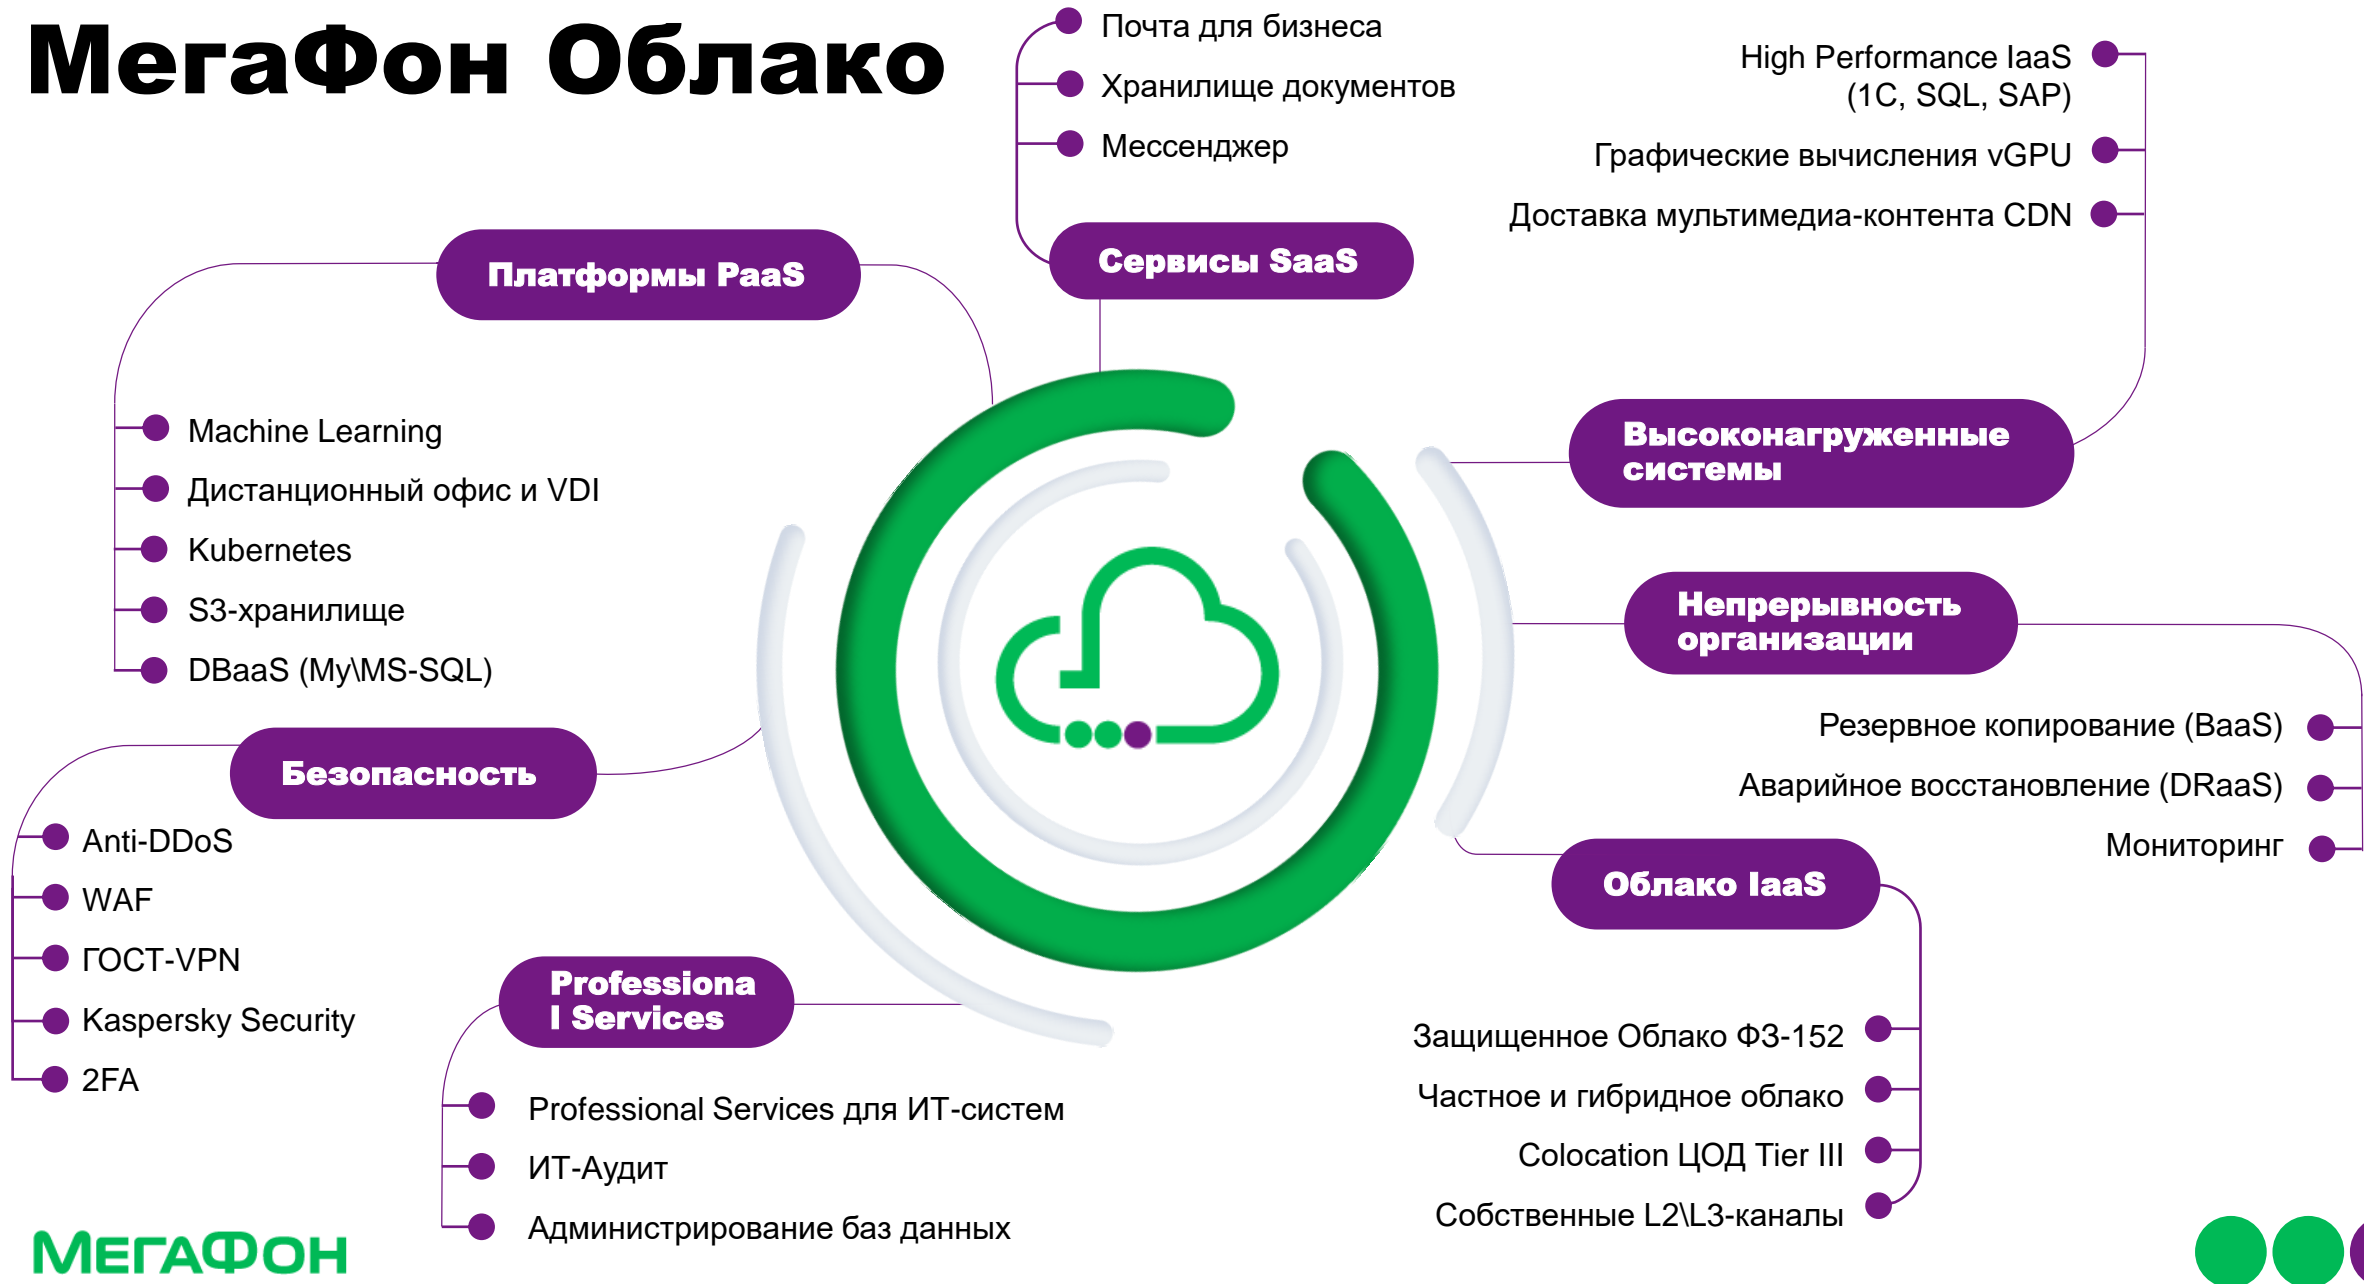 МегаФон Облако
Почта для бизнеса
Хранилище документов
Мессенджер
Сервисы SaaS
High Performance IaaS
(1С, SQL, SAP)
Графические вычисления vGPU
Доставка мультимедиа-контента CDN
Высоконагруженные
системы
Платформы PaaS
Machine Learning
Дистанционный офис и VDI
Kubernetes
S3-хранилище
DBaaS (My\MS-SQL)
Непрерывность
организации
Резервное копирование (BaaS)
Аварийное восстановление (DRaaS)
Мониторинг
Безопасность
Anti-DDoS
WAF
ГОСТ-VPN
Kaspersky Security
2FA
Облако IaaS
Защищенное Облако ФЗ-152
Частное и гибридное облако
Colocation ЦОД Tier III
Собственные L2\L3-каналы
Professiona
l Services
Professional Services для ИТ-систем
ИТ-Аудит
Администрирование баз данных
МЕГАФОН